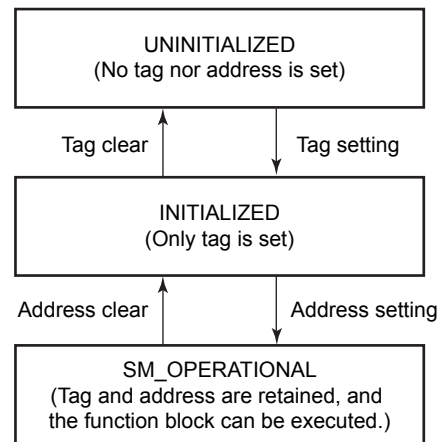 UNINITIALIZED
(No tag nor address is set)
Tag clear
Tag setting
INITIALIZED
(Only tag is set)
Address clear
Address setting
SM_OPERATIONAL
(Tag and address are retained, and
the function block can be executed.)